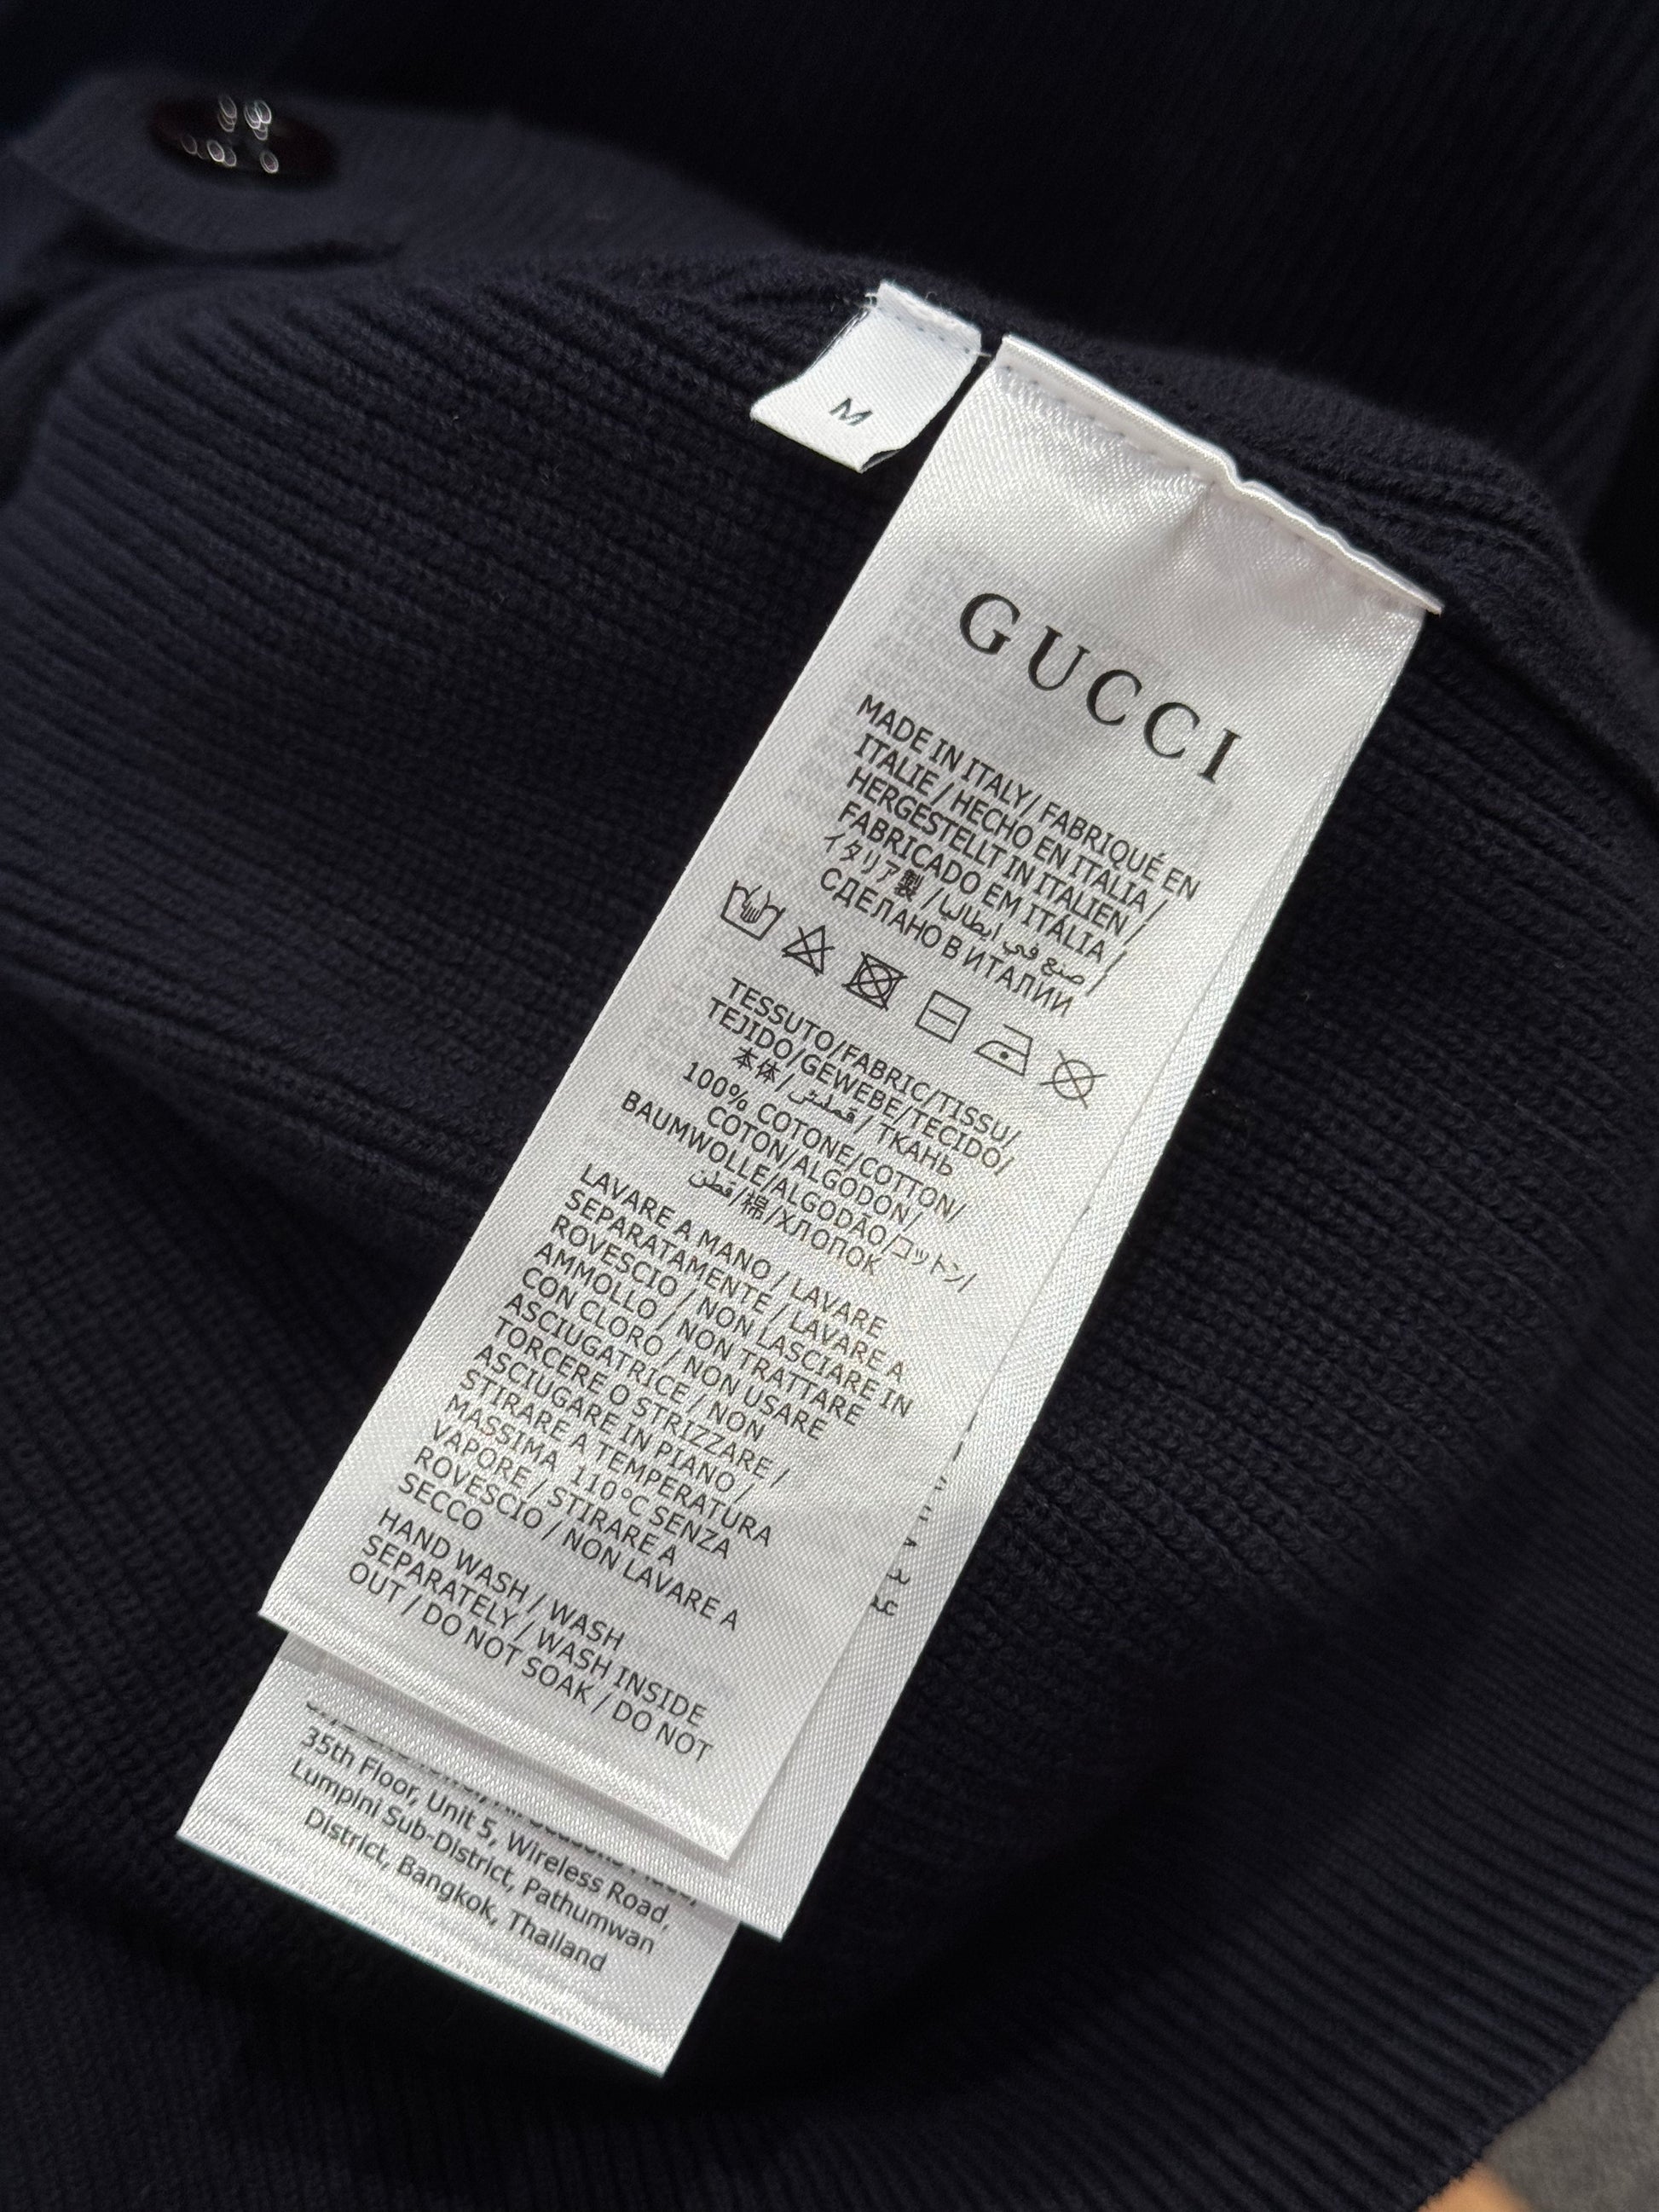 M
GUCCI
MADE IN ITALY/ FABRIQUÉ EN
ITALIE / HECHO EN ITALIA /
HERGESTELLT IN ITALIEN /
FABRICADO EM ITÁLIA /
イタリア製 / صنع في ايطاليا /
СДЕЛАНО В ИТАЛИИ
TESSUTO/FABRIC/TISSU/
TEJIDO/GEWEBE/TECIDO/
本体/ قماش / ТКАНЬ
100% COTONE/COTTON/
COTON/ALGODON/
BAUMWOLLE/ALGODÃO/コットン/
قطن/棉/ХЛОПОК
LAVARE A MANO / LAVARE
SEPARATAMENTE / LAVARE A
ROVESCIO / NON LASCIARE IN
AMMOLLO / NON TRATTARE
CON CLORO / NON USARE
ASCIUGATRICE / NON
TORCERE O STRIZZARE /
ASCIUGARE IN PIANO /
STIRARE A TEMPERATURA
MASSIMA 110°C SENZA
VAPORE / STIRARE A
ROVESCIO / NON LAVARE A
SECCO
HAND WASH / WASH
SEPARATELY / WASH INSIDE
OUT / DO NOT SOAK / DO NOT
35th Floor, Unit 5, Wireless Road,
Lumpini Sub-District, Pathumwan
District, Bangkok, Thailand